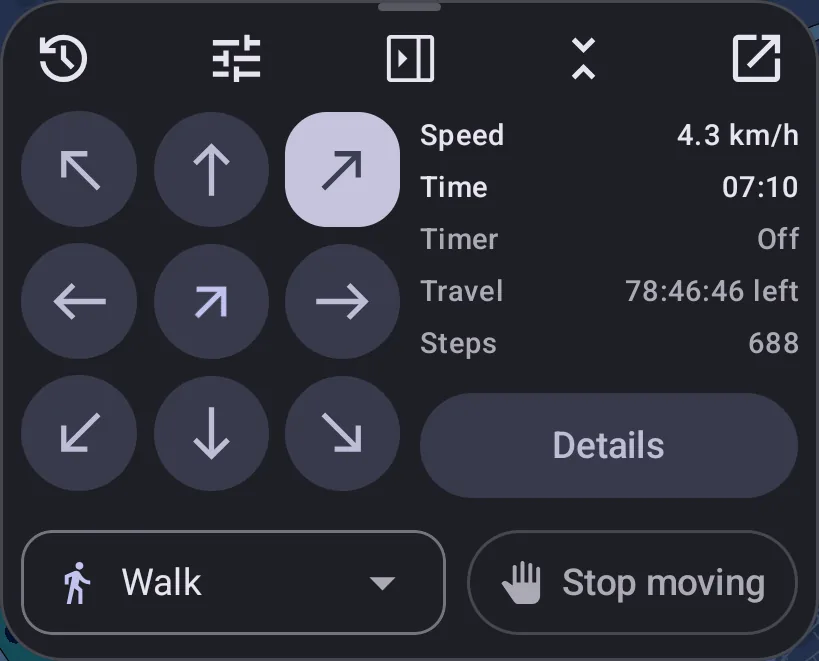 Speed 4.3 km/h
Time 07:10
Timer Off
Travel 78:46:46 left
Steps 688
Details
Walk
Stop moving